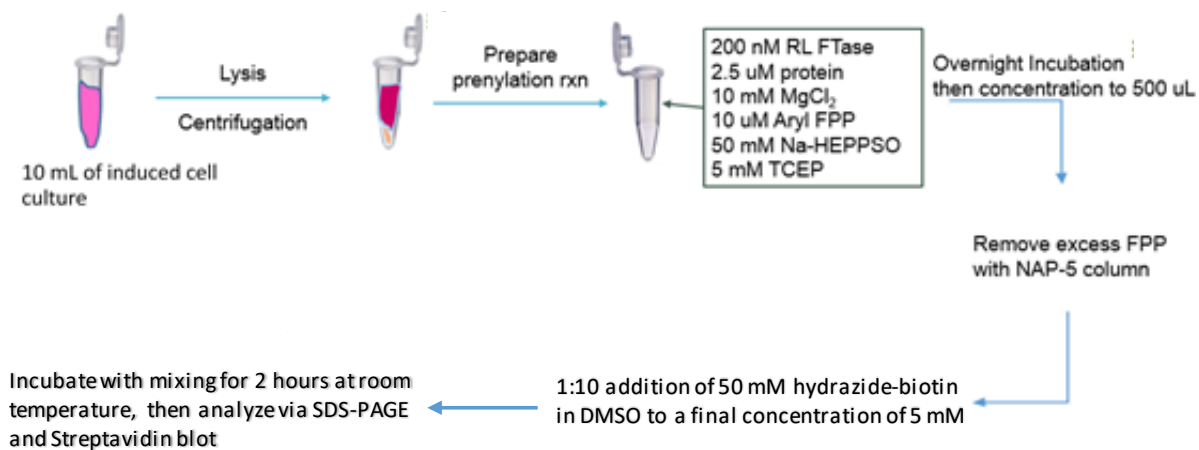 Lysis
Centrifugation
10 mL of induced cell
culture
Prepare
prenylation rxn
200 nM RL FTase
2.5 uM protein
10 mM MgCl₂
10 uM Aryl FPP
50 mM Na-HEPPSO
5 mM TCEP
Overnight Incubation
then concentration to 500 uL
Remove excess FPP
with NAP-5 column
1:10 addition of 50 mM hydrazide-biotin
in DMSO to a final concentration of 5 mM
Incubate with mixing for 2 hours at room
temperature, then analyze via SDS-PAGE
and Streptavidin blot